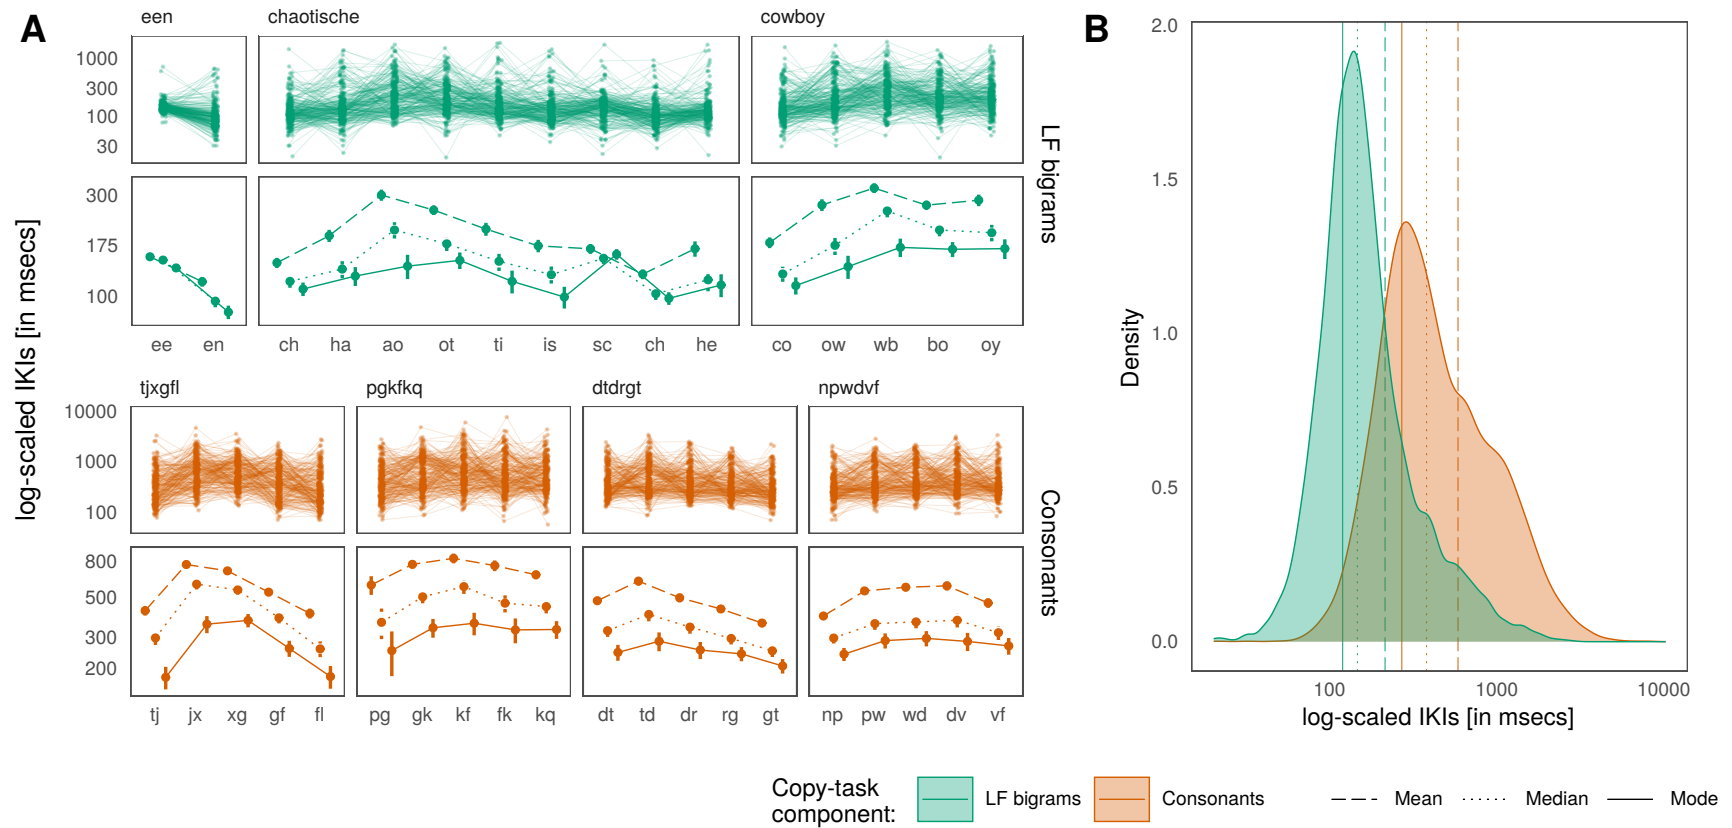 A
een
chaotische
cowboy
1000
300
100
30
300
175
100
ee en
ch ha ao ot ti is sc ch he
co ow wb bo oy
LF bigrams
log-scaled IKIs [in msecs]
tjxgfl
pgkfkq
dtdrgt
npwdvf
10000
1000
100
800
500
300
200
tj jx xg gf fl
pg gk kf fk kq
dt td dr rg gt
np pw wd dv vf
Consonants
B
2.0
1.5
1.0
0.5
0.0
Density
100 1000 10000
log-scaled IKIs [in msecs]
Copy-task
component:
LF bigrams
Consonants
Mean
Median
Mode